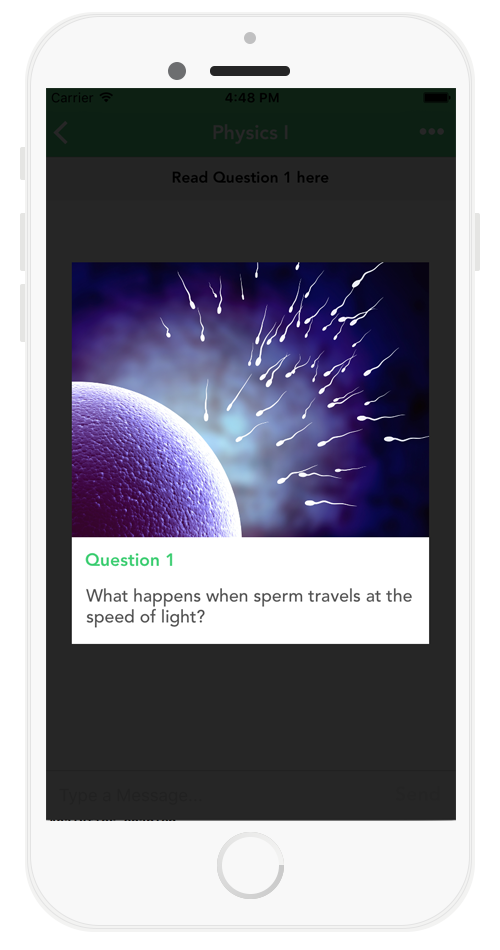 Carrier 4:48 PM
Physics I
Read Question 1 here
Question 1
What happens when sperm travels at the
speed of light?
Type a Message